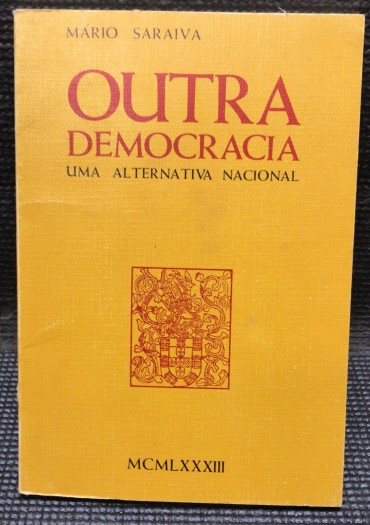 MÁRIO SARAIVA
OUTRA
DEMOCRACIA
UMA ALTERNATIVA NACIONAL
MCMLXXXIII